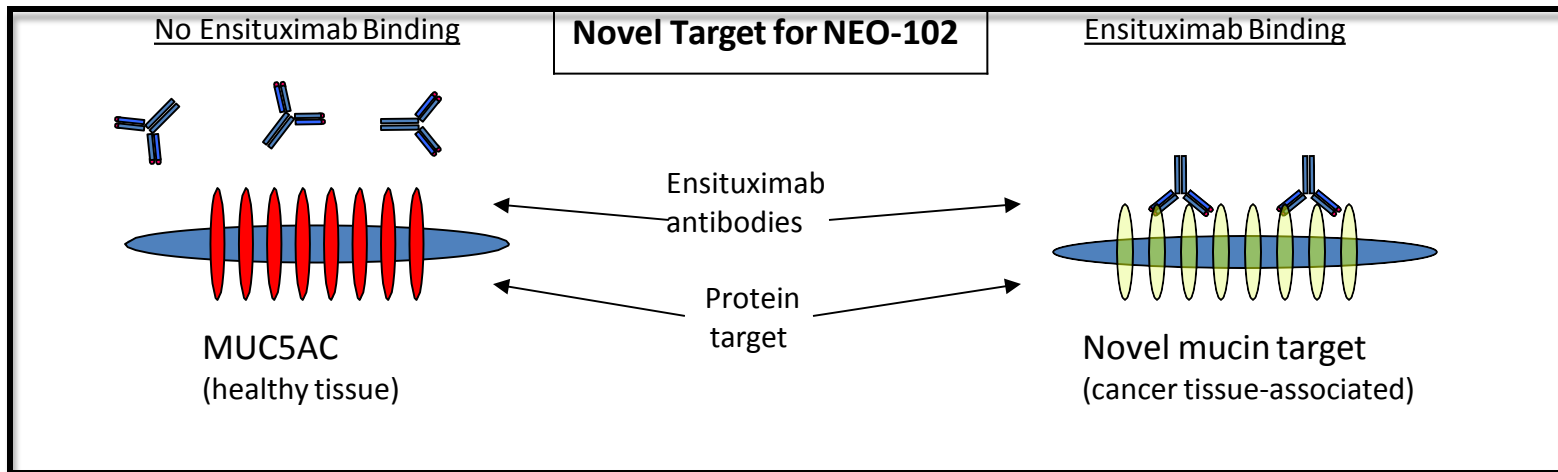 No Ensituximab Binding
Novel Target for NEO-102
Ensituximab Binding
Ensituximab
antibodies
Protein
target
MUC5AC
(healthy tissue)
Novel mucin target
(cancer tissue-associated)